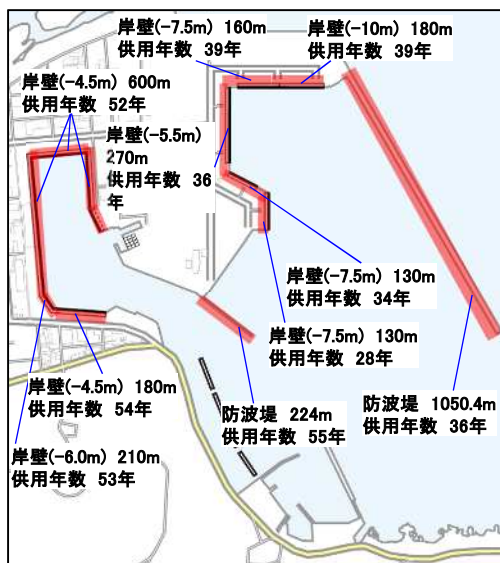 岸壁(-7.5m) 160m
供用年数 39年
岸壁(-10m) 180m
供用年数 39年
岸壁(-4.5m) 600m
供用年数 52年
岸壁(-5.5m)
270m
供用年数 36
年
岸壁(-7.5m) 130m
供用年数 34年
岸壁(-7.5m) 130m
供用年数 28年
岸壁(-4.5m) 180m
供用年数 54年
防波堤 224m
供用年数 55年
防波堤 1050.4m
供用年数 36年
岸壁(-6.0m) 210m
供用年数 53年